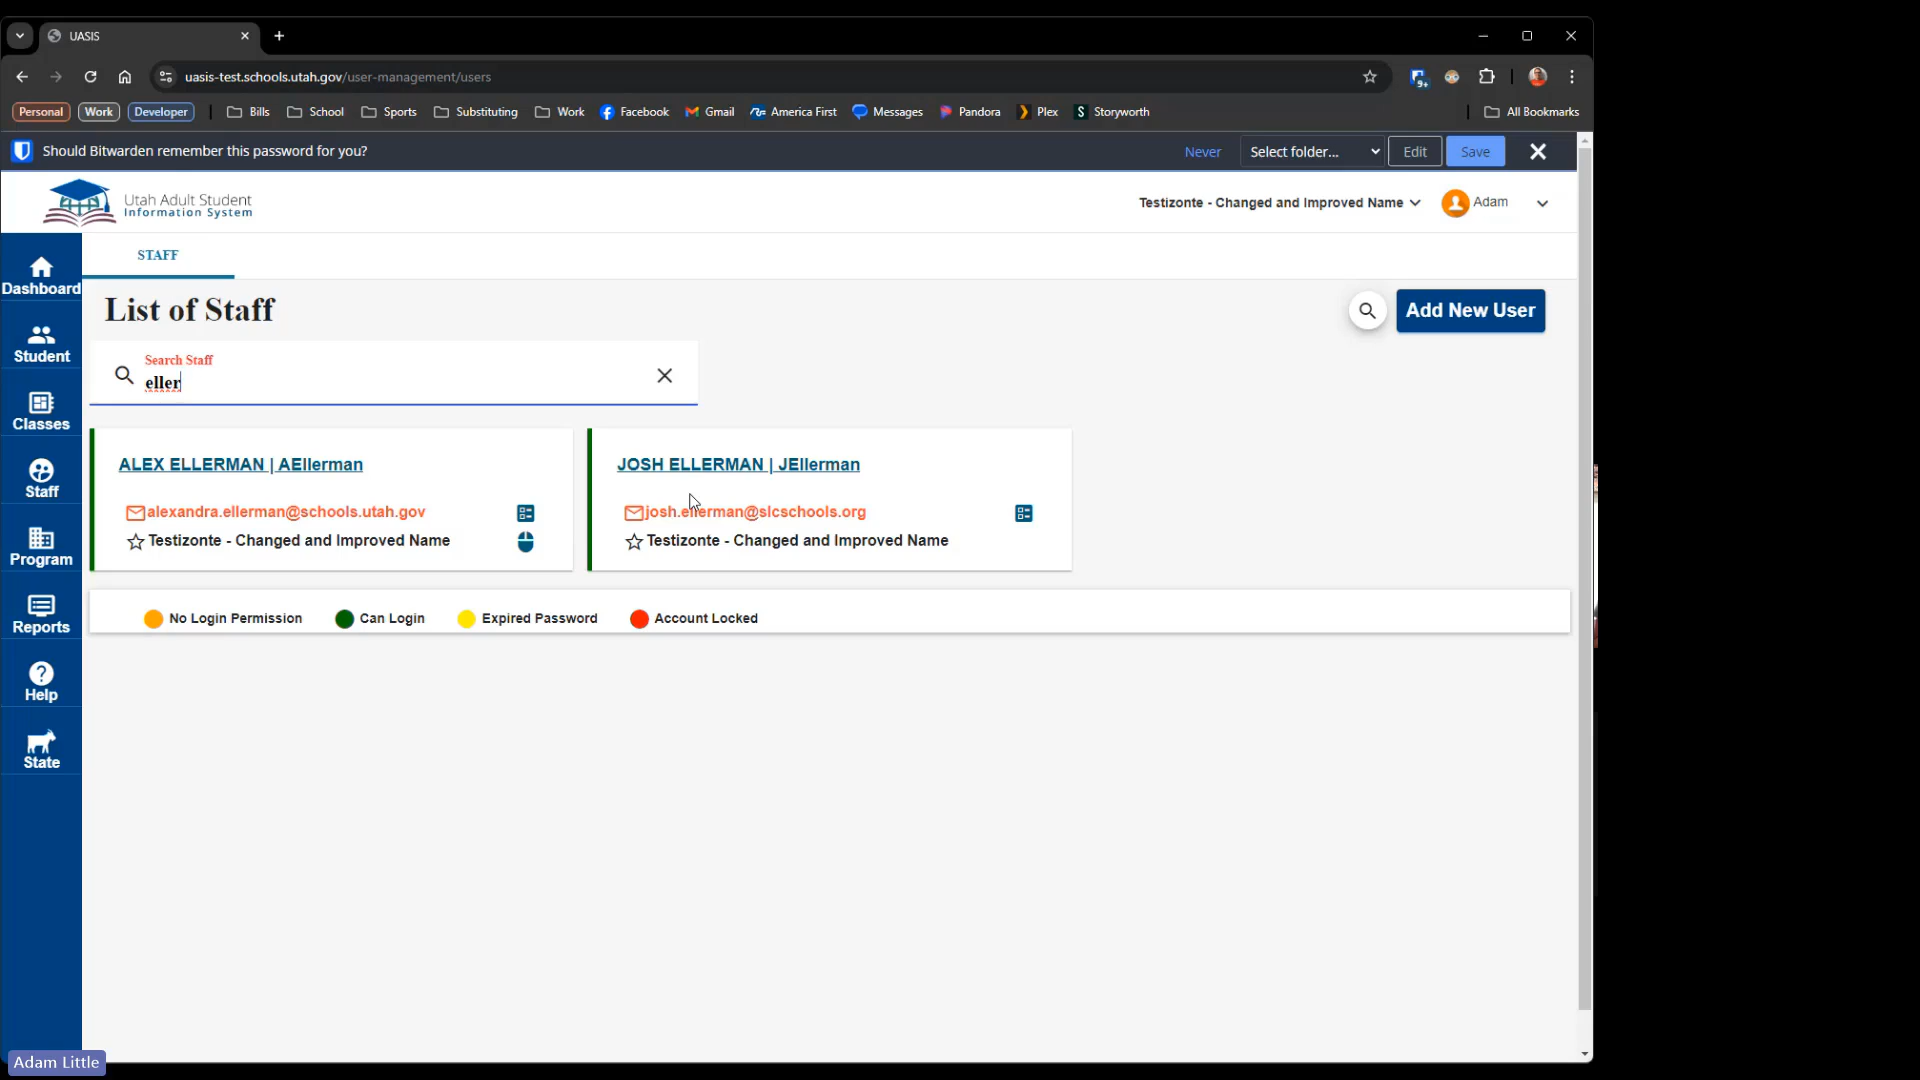 UASIS
uasis-test.schools.utah.gov/user-management/users
9+
Personal Work Developer Bills School Sports Substituting Work Facebook Gmail America First Messages Pandora Plex Storyworth All Bookmarks
Should Bitwarden remember this password for you? Never Select folder... Edit Save
Utah Adult Student
Information System
Testizonte - Changed and Improved Name Adam
STAFF
Dashboard
Student
Classes
Staff
Program
Reports
Help
State
List of Staff
Add New User
Search Staff
eller
ALEX ELLERMAN | AEllerman
alexandra.ellerman@schools.utah.gov
Testizonte - Changed and Improved Name
JOSH ELLERMAN | JEllerman
josh.ellerman@slcschools.org
Testizonte - Changed and Improved Name
No Login Permission Can Login Expired Password Account Locked
Adam Little